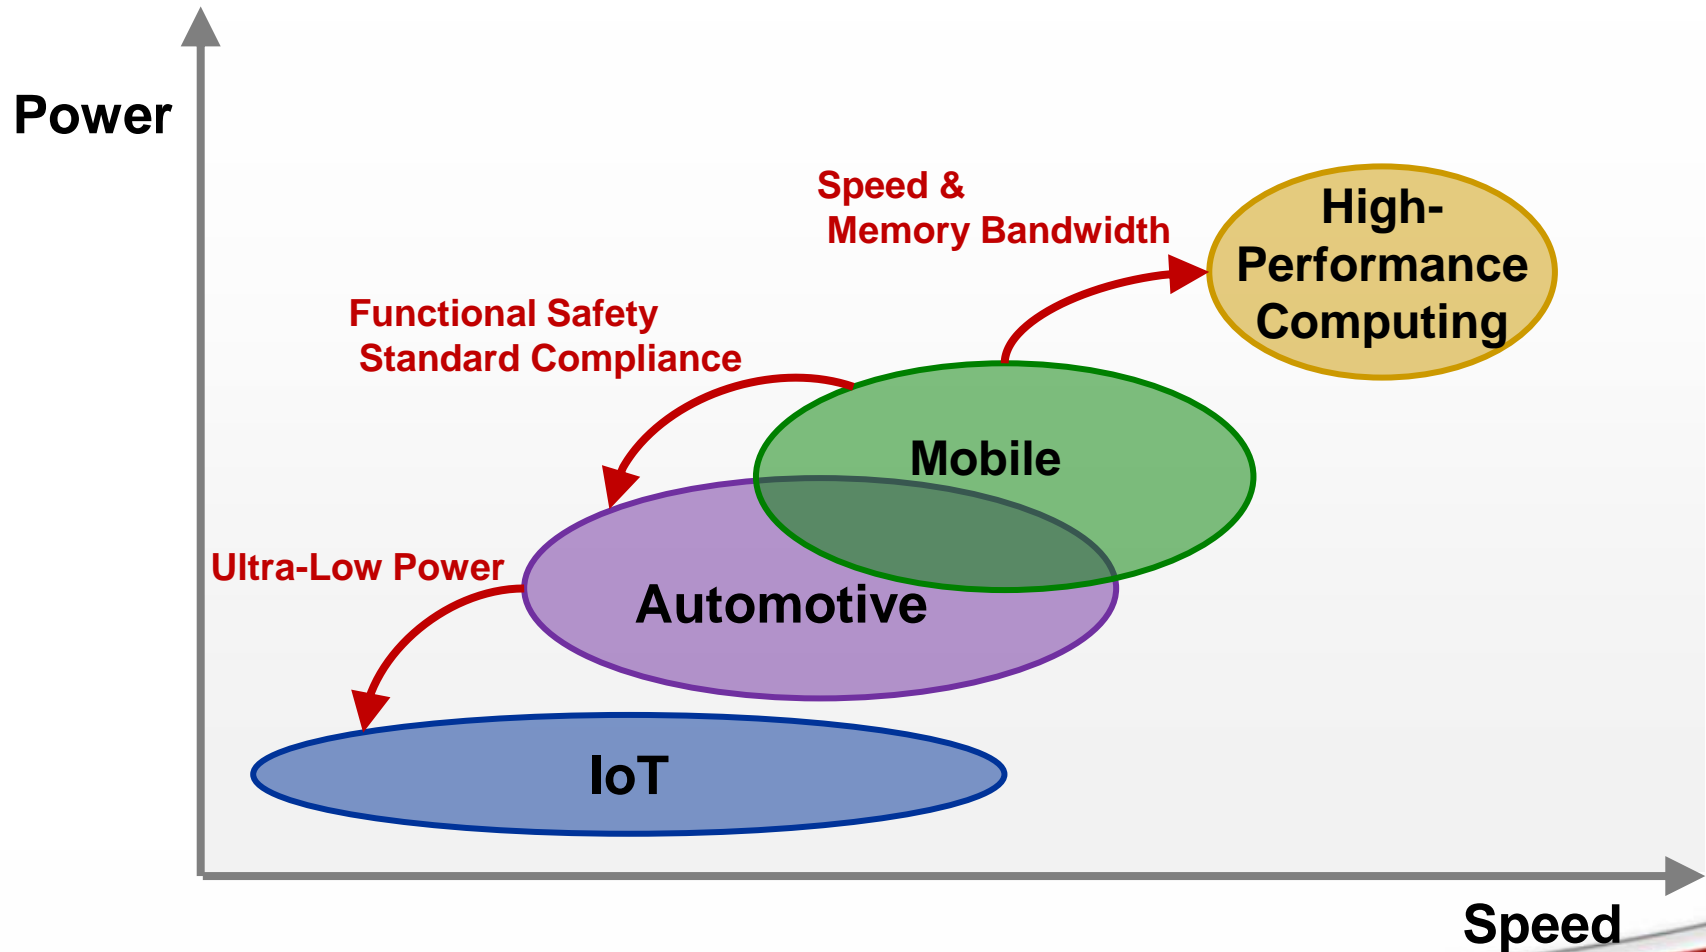 Power
Speed &
Memory Bandwidth
High-
Performance
Computing
Functional Safety
Standard Compliance
Mobile
Ultra-Low Power
Automotive
IoT
Speed